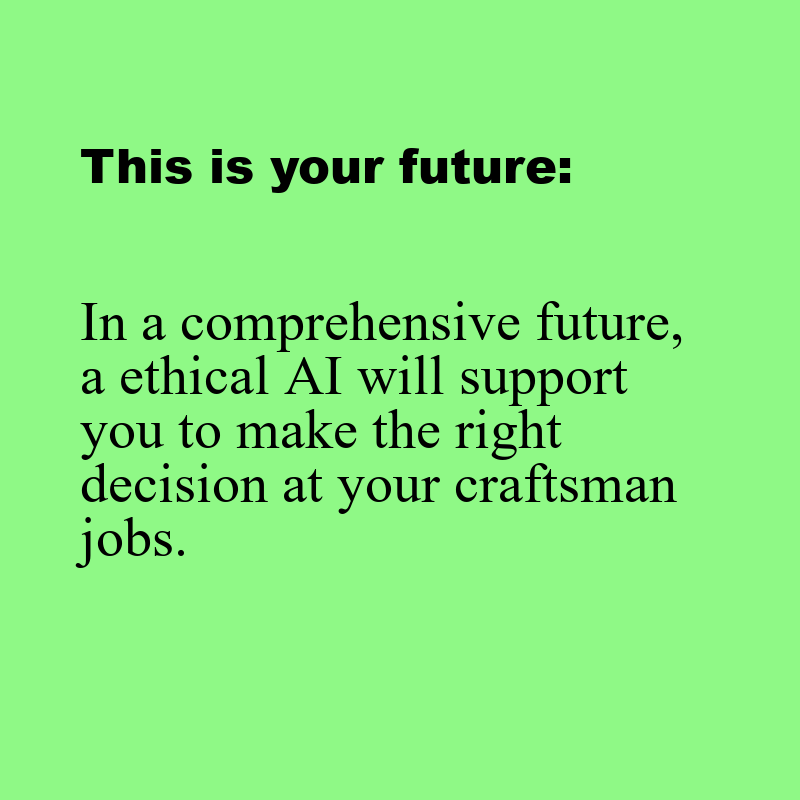 This is your future:
In a comprehensive future,
a ethical AI will support
you to make the right
decision at your craftsman
jobs.